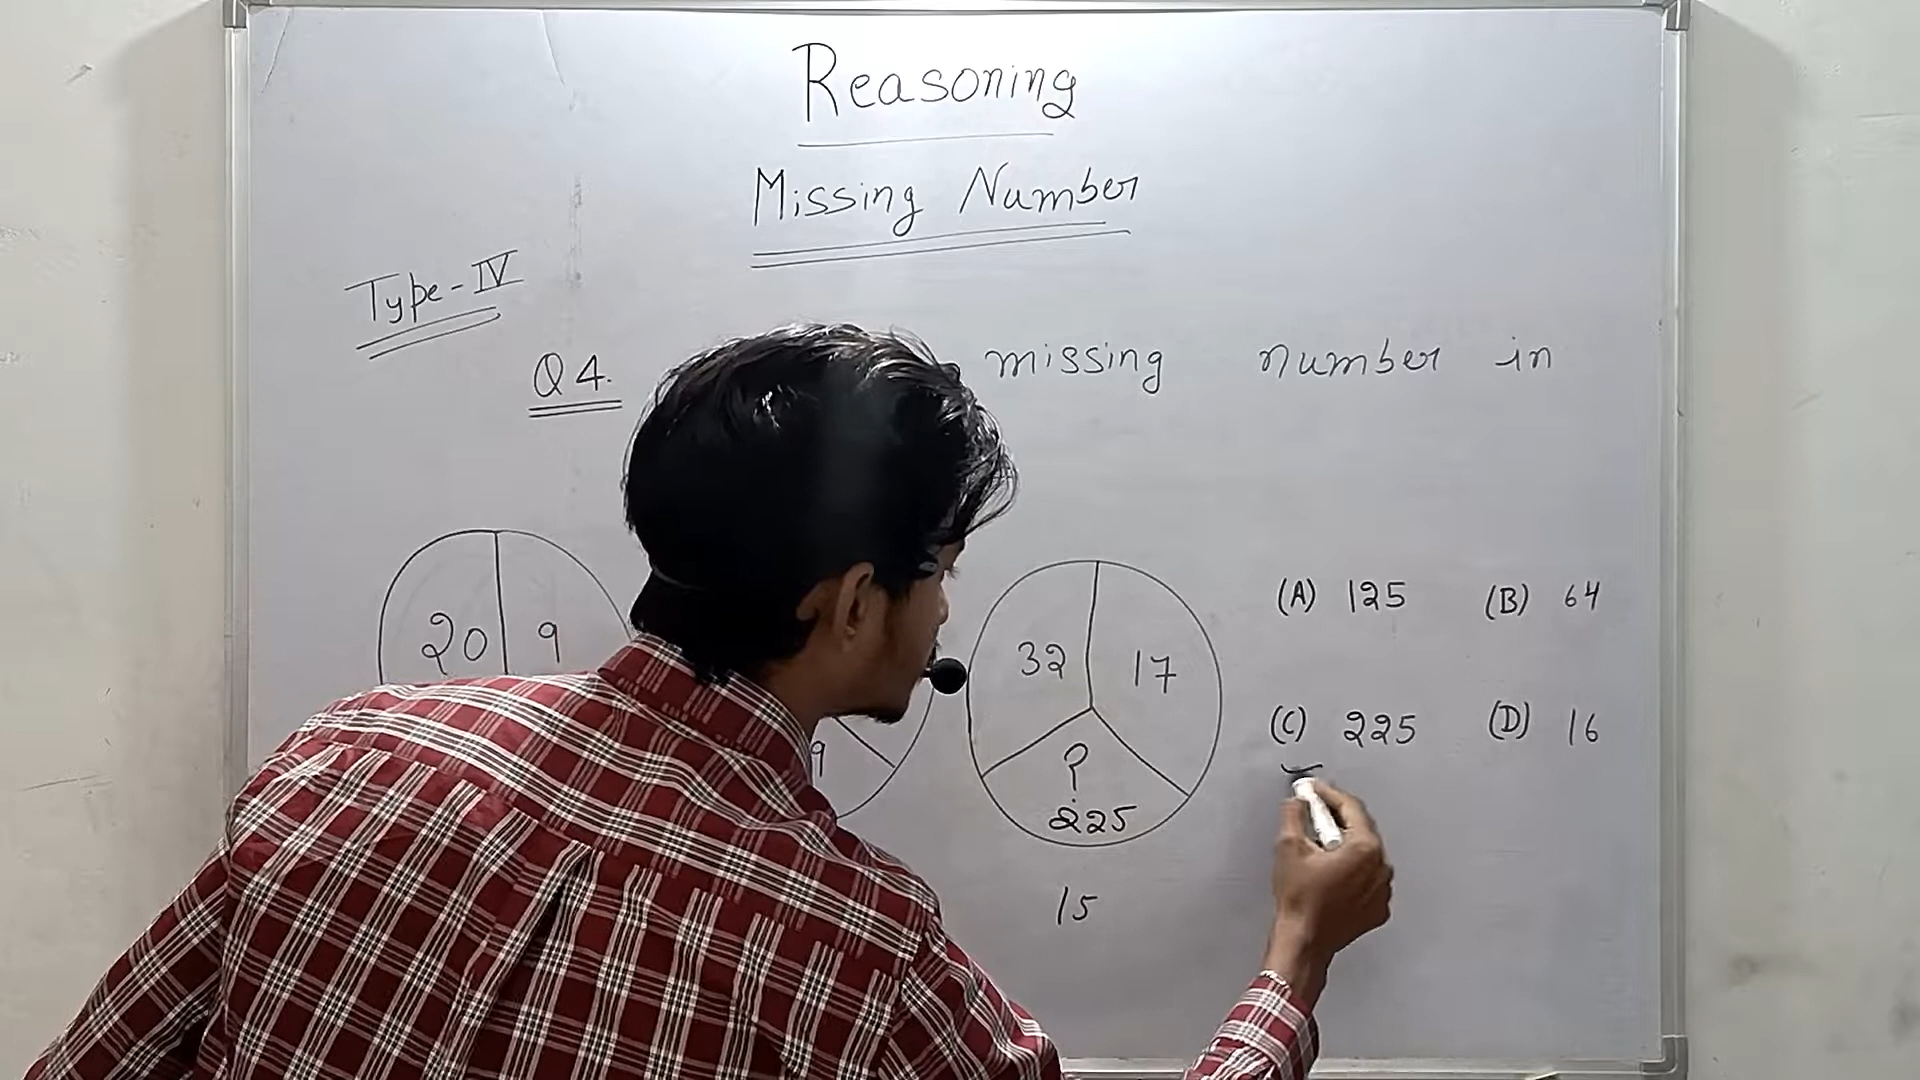 Reasoning
Missing Number
Type-IV
Q4. missing number in
20 9
32 17
?
225
9
15
(A) 125 (B) 64
(C) 225 (D) 16